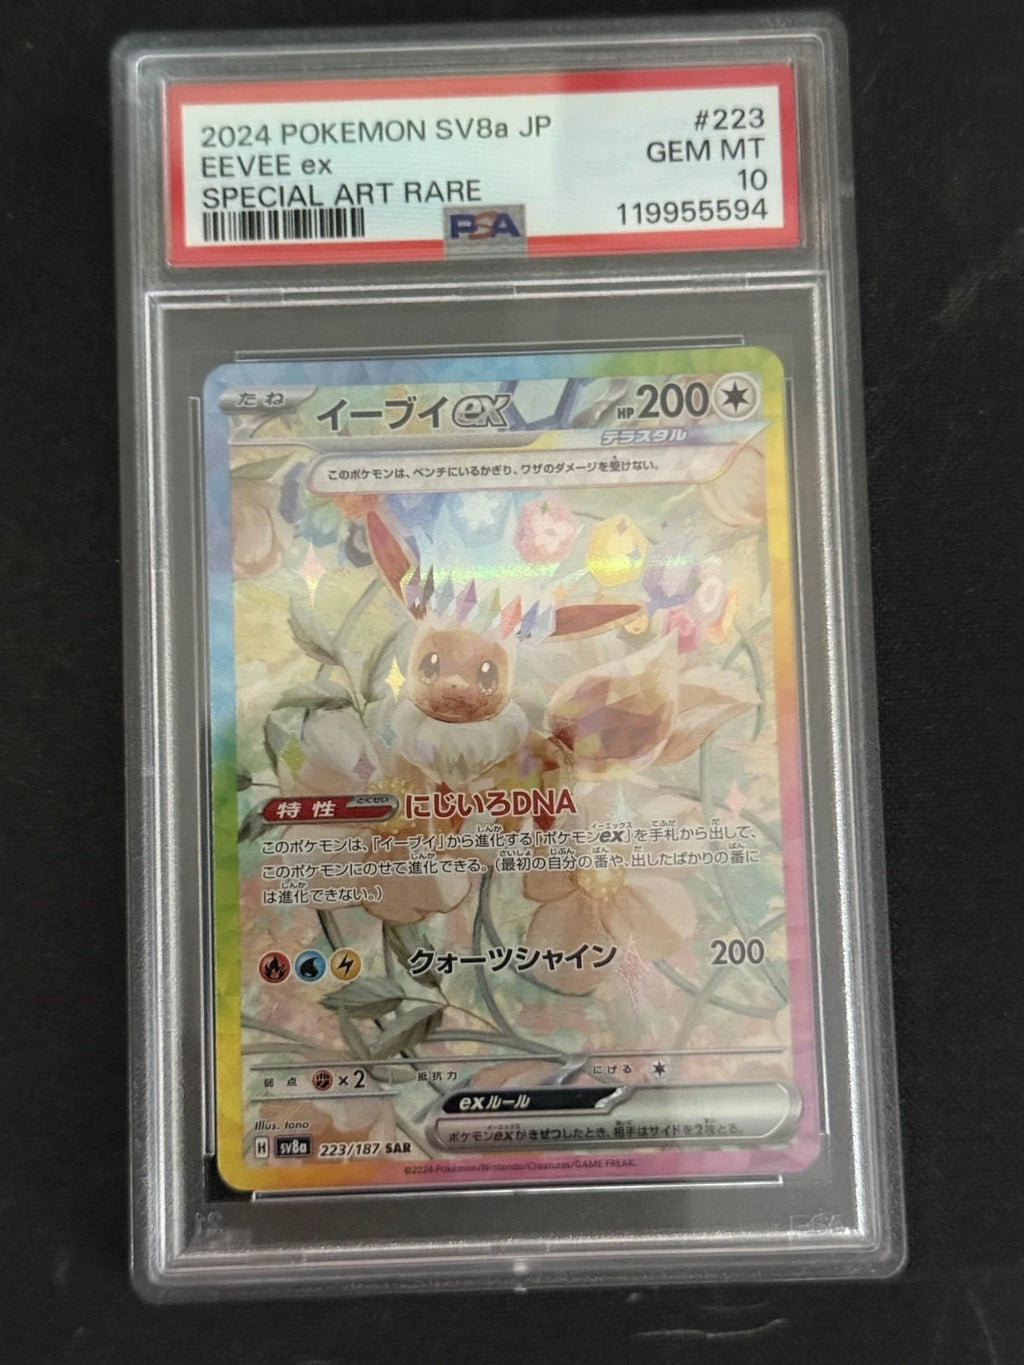 2024 POKEMON SV8a JP #223
EEVEE ex GEM MT
SPECIAL ART RARE 10
PSA 119955594
たね イーブイex HP200
テラスタル
このポケモンは、ベンチにいるかぎり、ワザのダメージを受けない。
特性 とくせい にじいろDNA
このポケモンは、「イーブイ」から進化する「ポケモンex」を手札から出して、
このポケモンにのせて進化できる。(最初の自分の番や、出したばかりの番に
は進化できない。)
クォーツシャイン 200
弱点 ×2 抵抗力 にげる
exルール
ポケモンexがきぜつしたとき、相手はサイドを2枚とる。
Illus. Iono
H sv8a 223/187 SAR
©2024 Pokémon/Nintendo/Creatures/GAME FREAK.
PSA